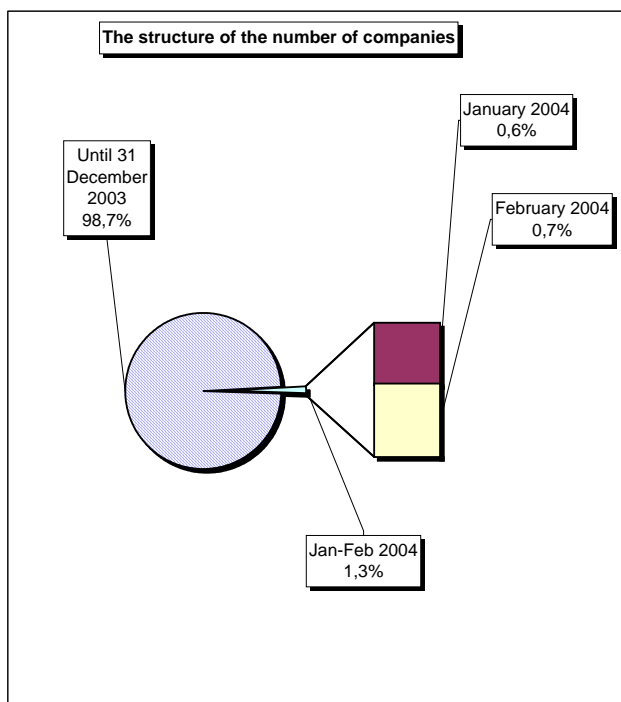 The structure of the number of companies
January 2004
0,6%
Until 31
December
2003
98,7%
February 2004
0,7%
Jan-Feb 2004
1,3%